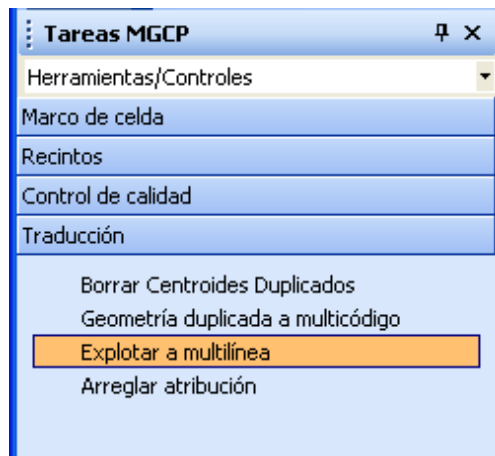 Tareas MGCP
Herramientas/Controles
Marco de celda
Recintos
Control de calidad
Traducción
Borrar Centroides Duplicados
Geometría duplicada a multicódigo
Explotar a multilínea
Arreglar atribución